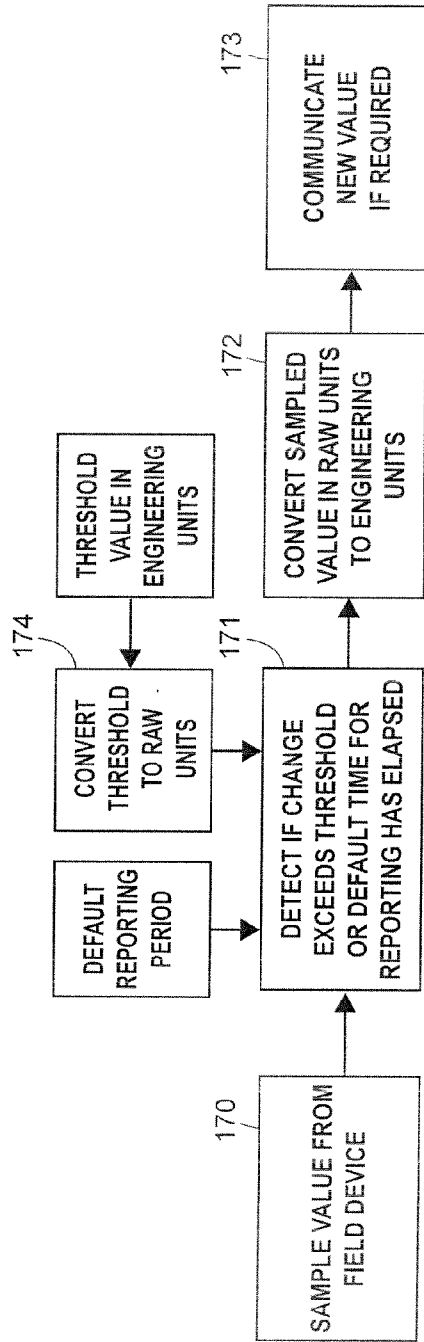 170
SAMPLE VALUE FROM
FIELD DEVICE
DEFAULT
REPORTING
PERIOD
174
CONVERT
THRESHOLD
TO RAW
UNITS
THRESHOLD
VALUE IN
ENGINEERING
UNITS
171
DETECT IF CHANGE
EXCEEDS THRESHOLD
OR DEFAULT TIME FOR
REPORTING HAS ELAPSED
172
CONVERT SAMPLED
VALUE IN RAW UNITS
TO ENGINEERING
UNITS
173
COMMUNICATE
NEW VALUE
IF REQUIRED